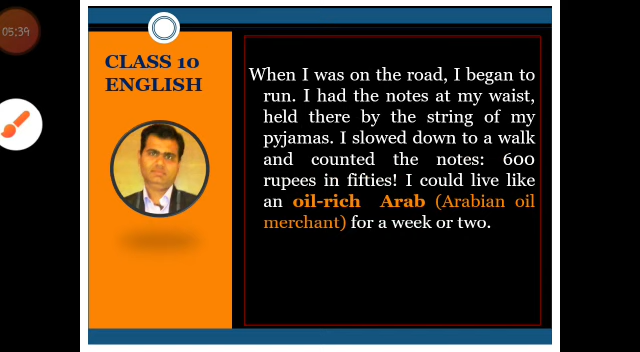 05:39
CLASS 10
ENGLISH
When I was on the road, I began to
run. I had the notes at my waist,
held there by the string of my
pyjamas. I slowed down to a walk
and counted the notes: 600
rupees in fifties! I could live like
an oil-rich Arab (Arabian oil
merchant) for a week or two.